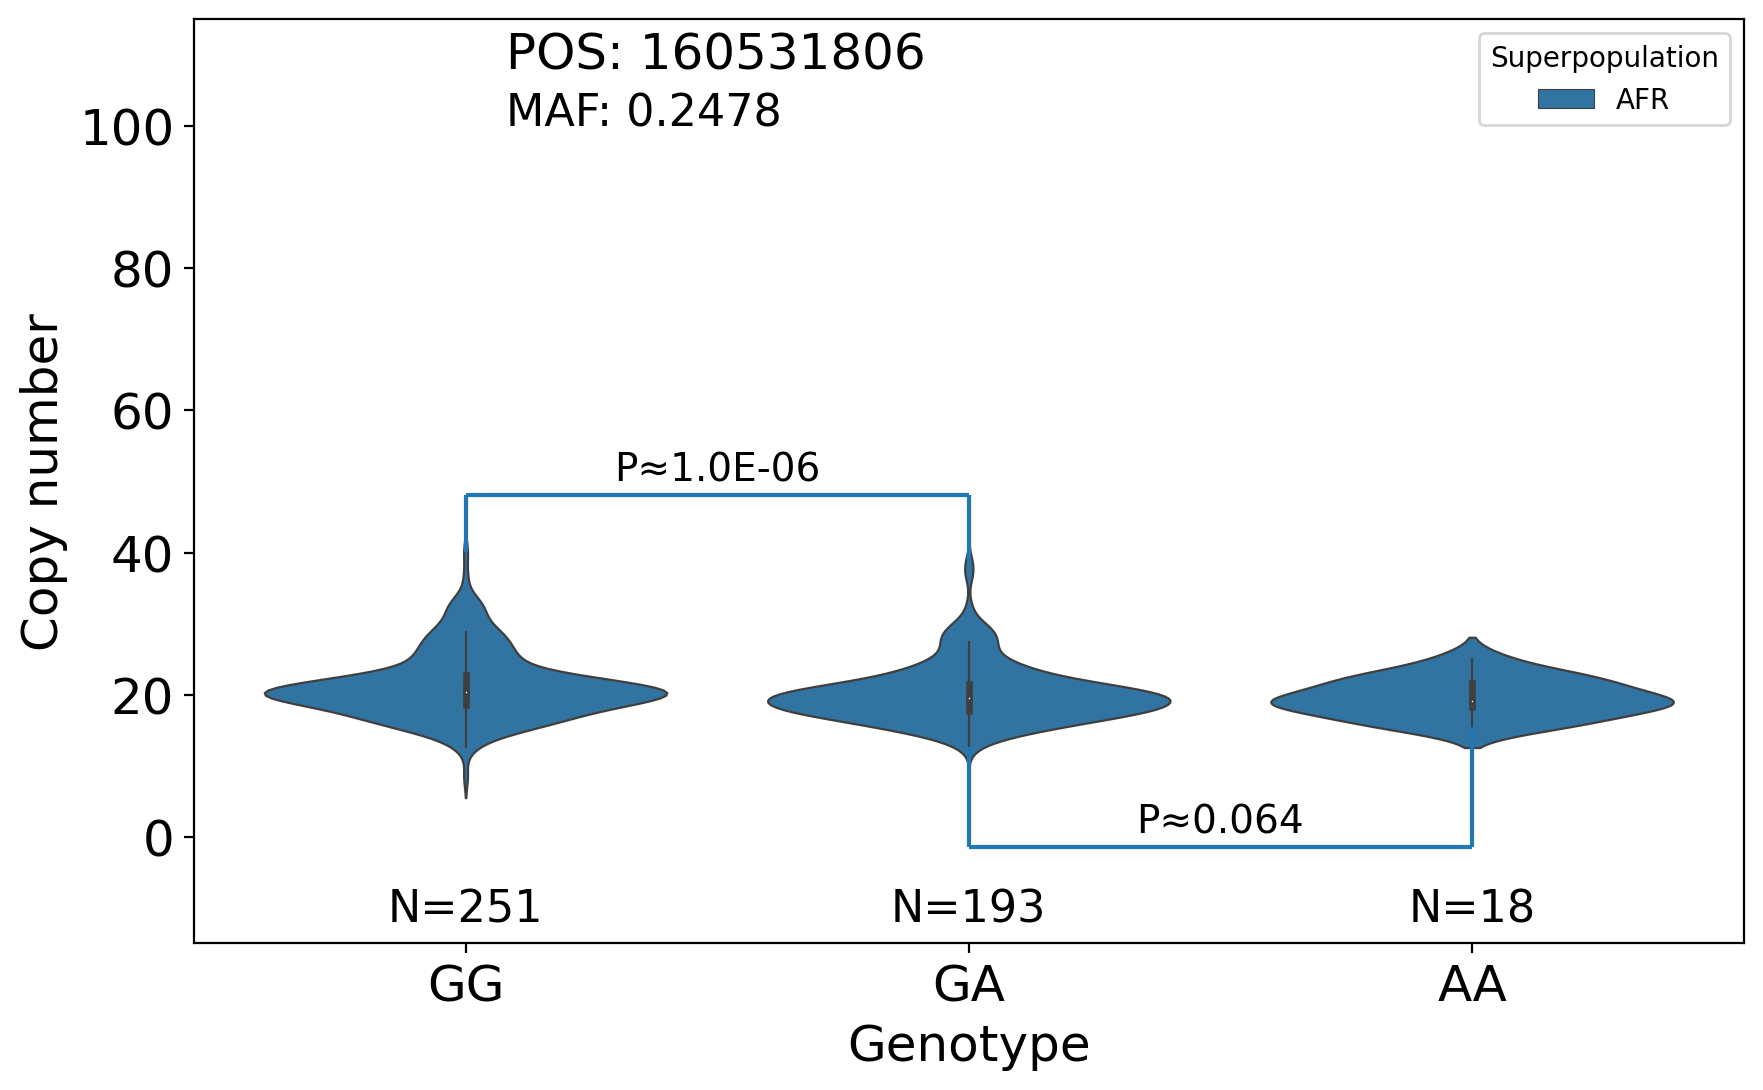 POS: 160531806
MAF: 0.2478
Superpopulation
AFR
100
80
60
40
20
0
Copy number
P≈1.0E-06
P≈0.064
N=251
N=193
N=18
GG
GA
AA
Genotype